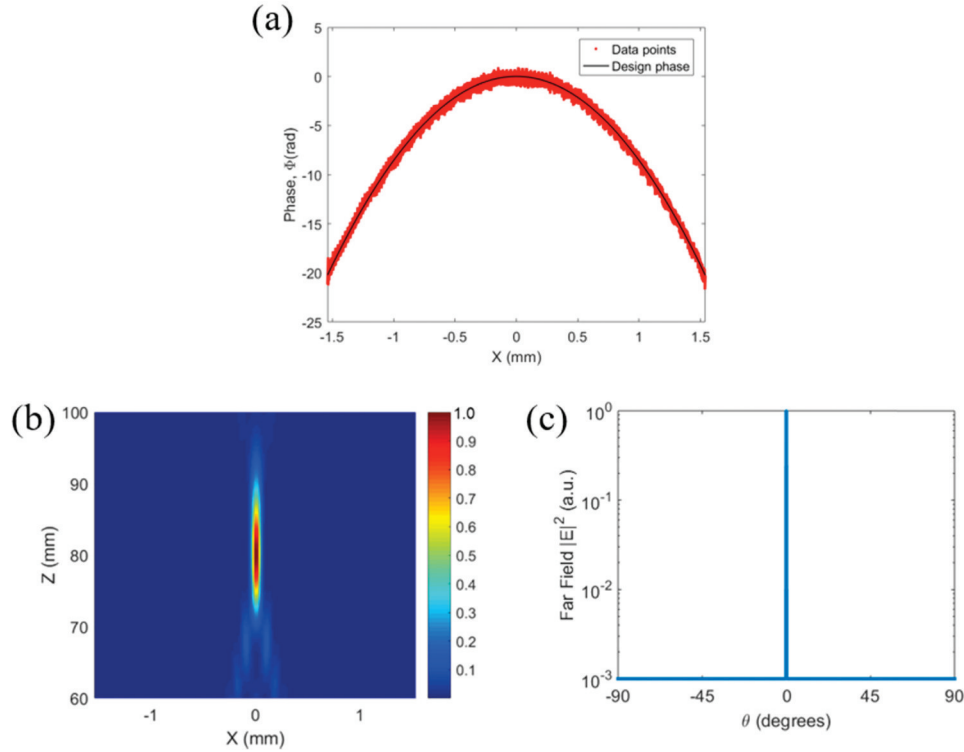 (a)
5
0
-5
-10
-15
-20
-25
Phase, Φ(rad)
Data points
Design phase
-1.5 -1 -0.5 0 0.5 1 1.5
X (mm)
(b)
100
90
80
70
60
Z (mm)
-1 0 1
X (mm)
1.0
0.9
0.8
0.7
0.6
0.5
0.4
0.3
0.2
0.1
(c)
10^0
10^-1
10^-2
10^-3
Far Field |E|^2 (a.u.)
-90 -45 0 45 90
θ (degrees)